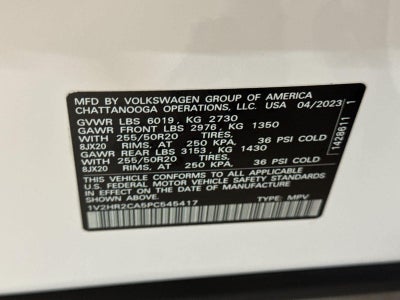 MFD BY VOLKSWAGEN GROUP OF AMERICA
CHATTANOOGA OPERATIONS, LLC. USA 04/2023
GVWR LBS 6019, KG 2730
GAWR FRONT LBS 2976, KG 1350
WITH 255/50R20 TIRES,
8JX20 RIMS, AT 250 KPA, 36 PSI COLD
GAWR REAR LBS 3153, KG 1430
WITH 255/50R20 TIRES,
8JX20 RIMS, AT 250 KPA, 36 PSI COLD
THIS VEHICLE CONFORMS TO ALL APPLICABLE
U.S. FEDERAL MOTOR VEHICLE SAFETY STANDARDS
IN EFFECT ON THE DATE OF MANUFACTURE
SHOWN ABOVE.
1V2HR2CA5PC545417 TYPE: MPV
1428611 1